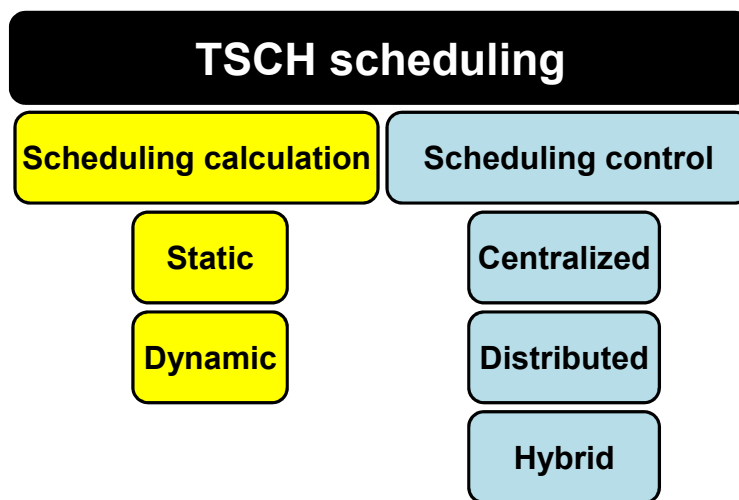 TSCH scheduling
Scheduling calculation
Scheduling control
Static
Centralized
Dynamic
Distributed
Hybrid